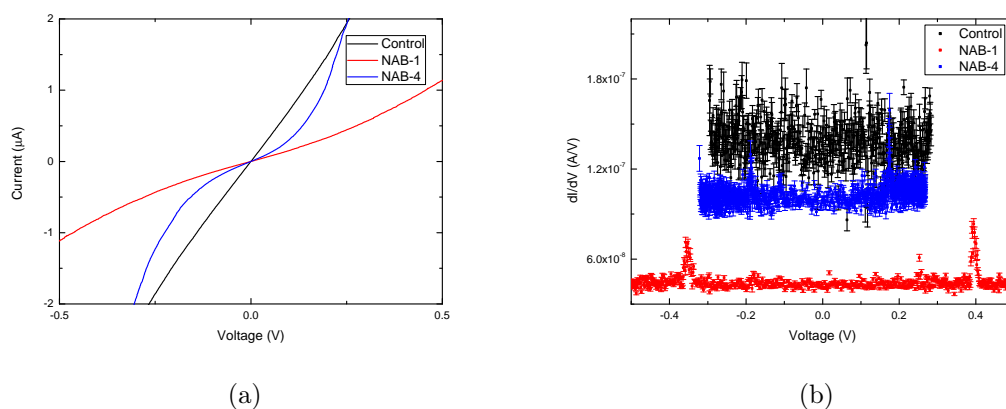 2
1
0
1
-2
-0.5
0.0
0.5
Current (µA)
Voltage (V)
Control
NAB-1
NAB-4
(a)
1.8x10⁻⁷
1.2x10⁻⁷
6.0x10⁻⁸
-0.4
-0.2
0.0
0.2
0.4
dI/dV (A/V)
Voltage (V)
Control
NAB-1
NAB-4
(b)